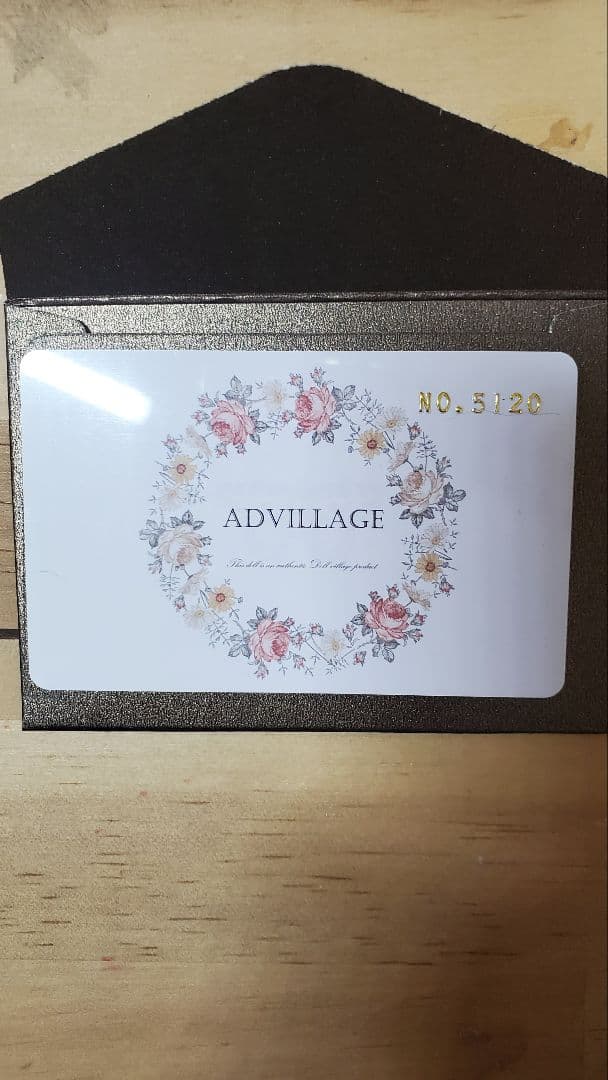 NO.5120
ADVILLAGE
This doll is an authentic Doll village product